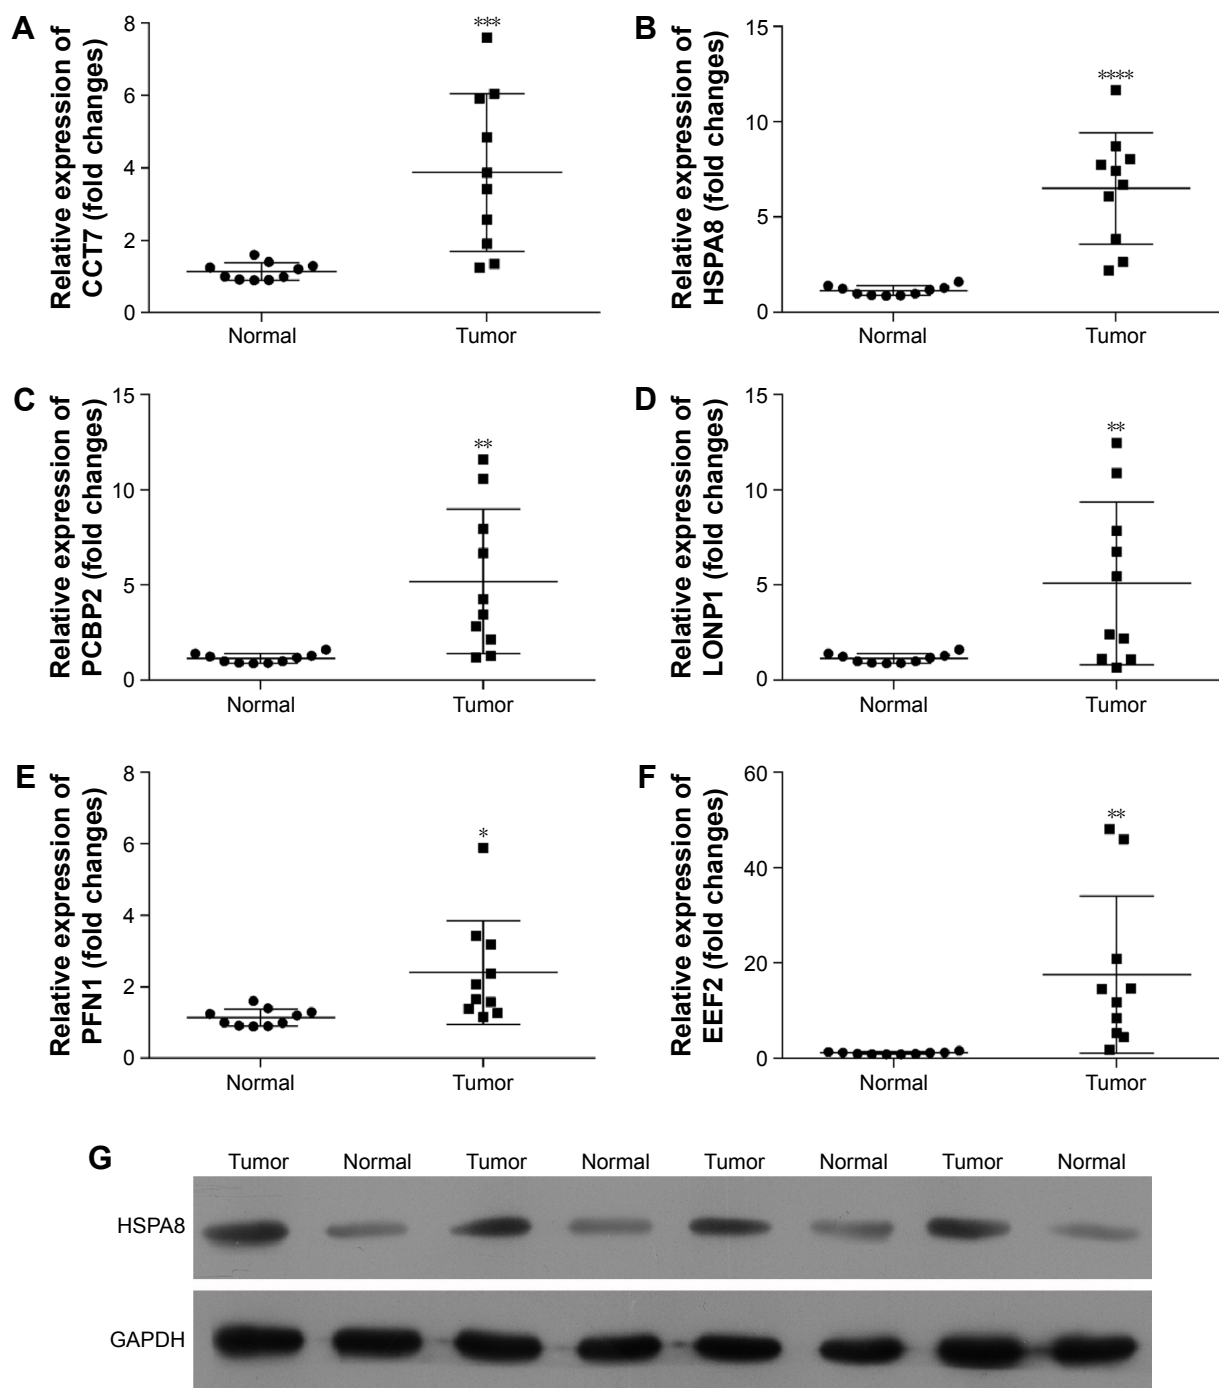 A
Relative expression of
CCT7 (fold changes)
8
6
4
2
0
***
Normal
Tumor
B
Relative expression of
HSPA8 (fold changes)
15
10
5
0
****
Normal
Tumor
C
Relative expression of
PCBP2 (fold changes)
15
10
5
0
**
Normal
Tumor
D
Relative expression of
LONP1 (fold changes)
15
10
5
0
**
Normal
Tumor
E
Relative expression of
PFN1 (fold changes)
8
6
4
2
0
*
Normal
Tumor
F
Relative expression of
EEF2 (fold changes)
60
40
20
0
**
Normal
Tumor
G
Tumor Normal Tumor Normal Tumor Normal Tumor Normal
HSPA8
GAPDH